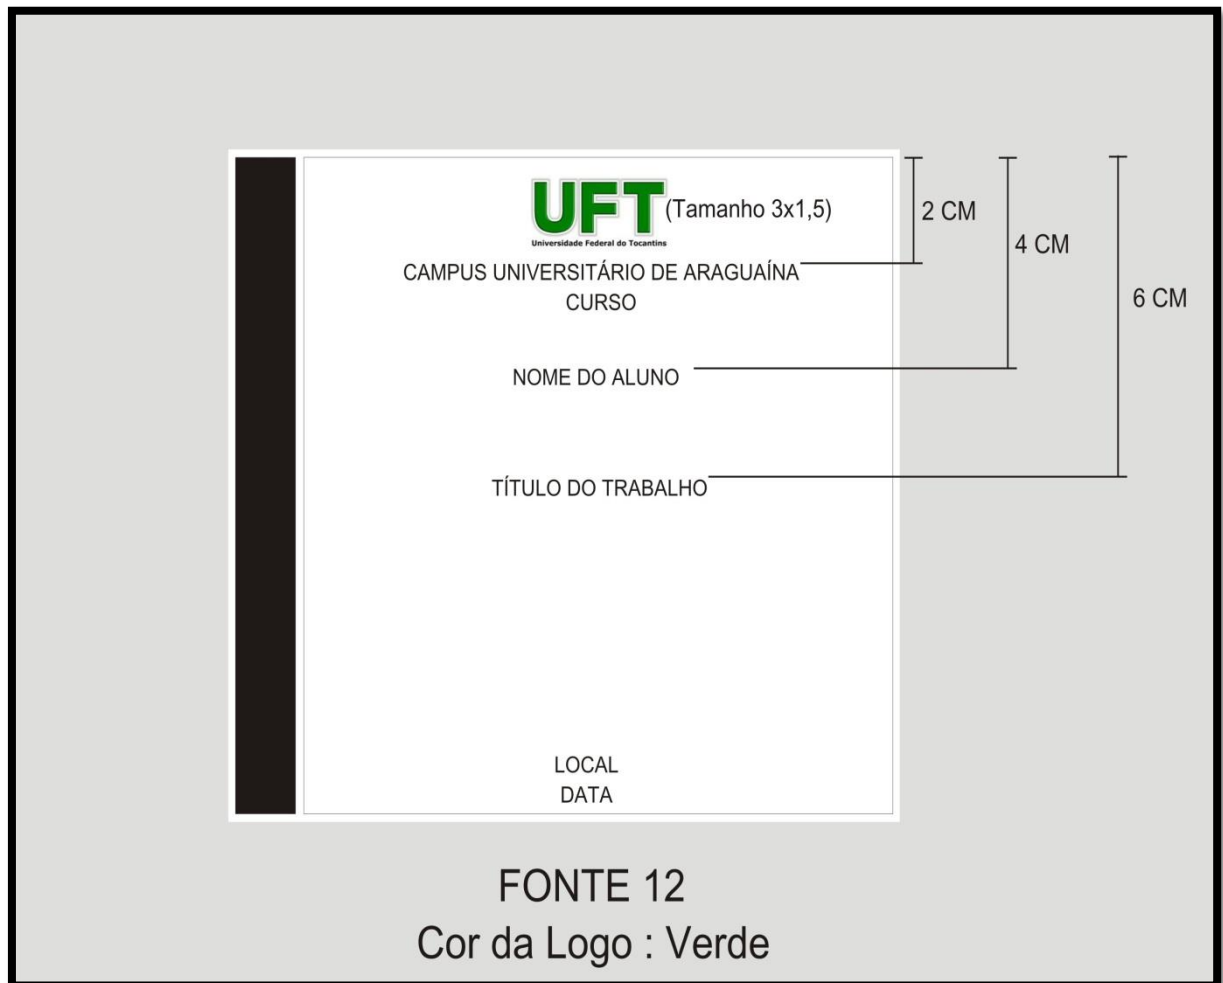 UFT
(Tamanho 3x1,5)
Universidade Federal do Tocantins
CAMPUS UNIVERSITÁRIO DE ARAGUAÍNA
CURSO
NOME DO ALUNO
TÍTULO DO TRABALHO
LOCAL
DATA
2 CM
4 CM
6 CM
FONTE 12
Cor da Logo : Verde